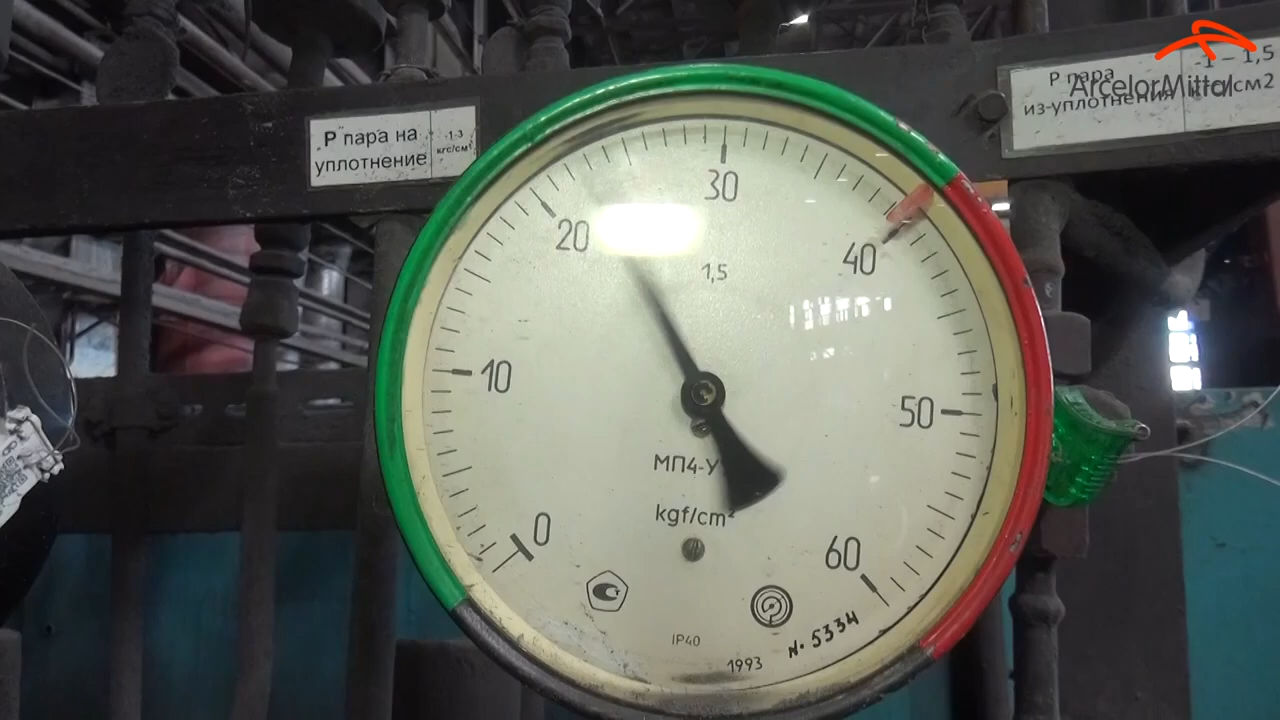 Р пара на
уплотнение
1-3
кгс/см²
Р пара
из-уплотнения
1 - 1,5
см2
ArcelorMittal
0
10
20
30
40
50
60
1,5
МП4-У
kgf/cm²
IP40
1993
N. 5334